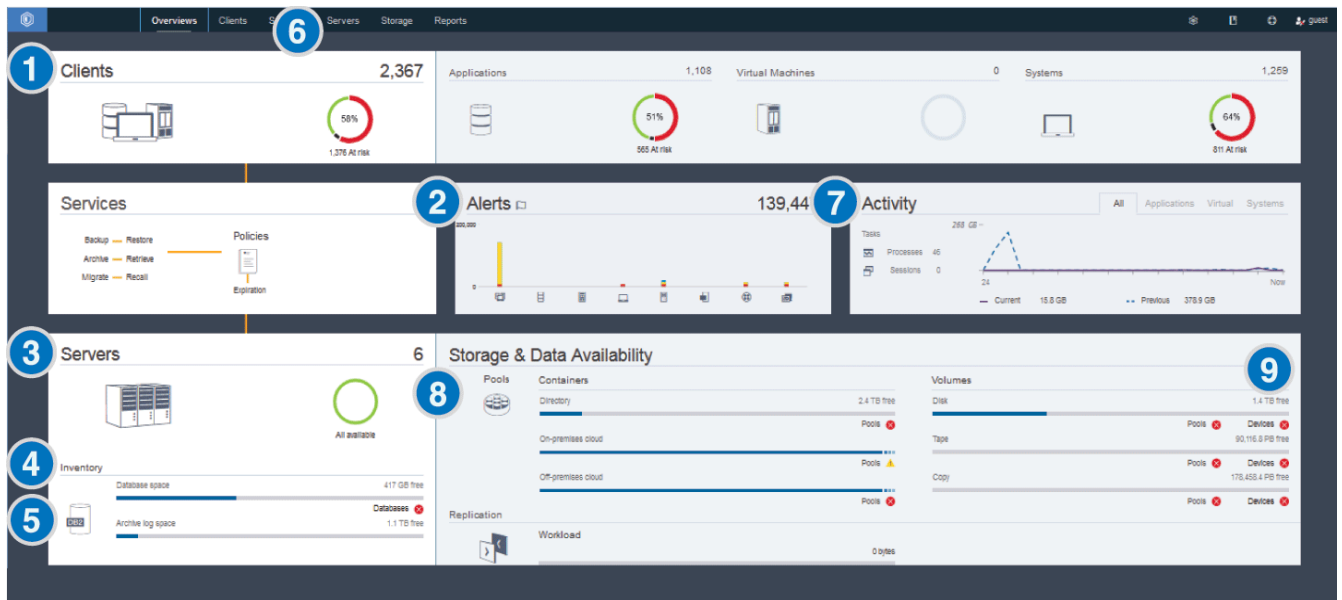 Overviews Clients Servers Storage Reports guest
6
1 Clients 2,367
Applications 1,108
Virtual Machines 0
Systems 1,259
58%
1,376 At risk
51%
565 At risk
64%
811 At risk
Services
Backup Restore
Archive Retrieve
Migrate Recall
Policies
Expiration
2 Alerts 139,44
0
7 Activity
All Applications Virtual Systems
Tasks
Processes 46
Sessions 0
268 GB
24 Now
Current 15.8 GB Previous 378.9 GB
3 Servers 6
All available
4 Inventory
Database space 417 GB free
Databases
5
DB2
Archive log space 1.1 TB free
Storage & Data Availability
8 Pools
Containers
Directory 2.4 TB free
Pools
On-premises cloud
Pools
Off-premises cloud
Pools
Volumes 9
Disk 1.4 TB free
Pools Devices
Tape 90,116.8 PB free
Pools Devices
Copy 178,458.4 PB free
Pools Devices
Replication
Workload
0 bytes